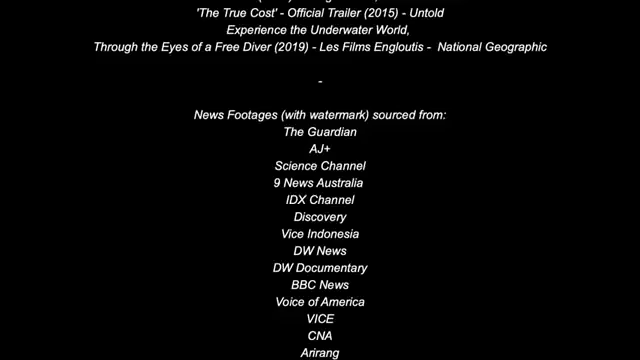 'The True Cost' - Official Trailer (2015) - Untold
Experience the Underwater World,
Through the Eyes of a Free Diver (2019) - Les Films Engloutis - National Geographic
-
News Footages (with watermark) sourced from:
The Guardian
AJ+
Science Channel
9 News Australia
IDX Channel
Discovery
Vice Indonesia
DW News
DW Documentary
BBC News
Voice of America
VICE
CNA
Arirang